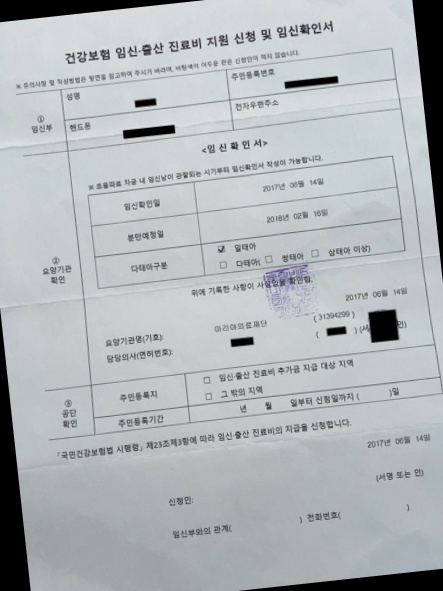 건강보험 임신·출산 진료비 지원 신청 및 임신확인서
※ 유의사항 및 작성방법은 뒷면을 참고하여 주시기 바라며, 바탕색이 어두운 란은 신청인이 적지 않습니다.
① 임신부
성명
주민등록번호
핸드폰
전자우편주소
② 요양기관 확인
<임신확인서>
※ 초음파로 자궁 내 임신낭이 관찰되는 시기부터 임신확인서 작성이 가능합니다.
임신확인일 2017년 06월 14일
분만예정일 2018년 02월 16일
다태아구분 ☑ 일태아
☐ 다태아( ☐ 쌍태아 ☐ 삼태아 이상)
위에 기록한 사항이 사실임을 확인함.
2017년 06월 14일
요양기관명(기호): 마리아의료재단 ( 31394299 )
담당의사(면허번호): ( ) (서 인)
③ 공단 확인
주민등록지 ☐ 임신·출산 진료비 추가금 지급 대상 지역
☐ 그 밖의 지역
주민등록기간 년 월 일부터 신청일까지 ( )일
「국민건강보험법 시행령」 제23조제3항에 따라 임신·출산 진료비의 지급을 신청합니다.
2017년 06월 14일
신청인: (서명 또는 인)
임신부와의 관계( ) 전화번호( )